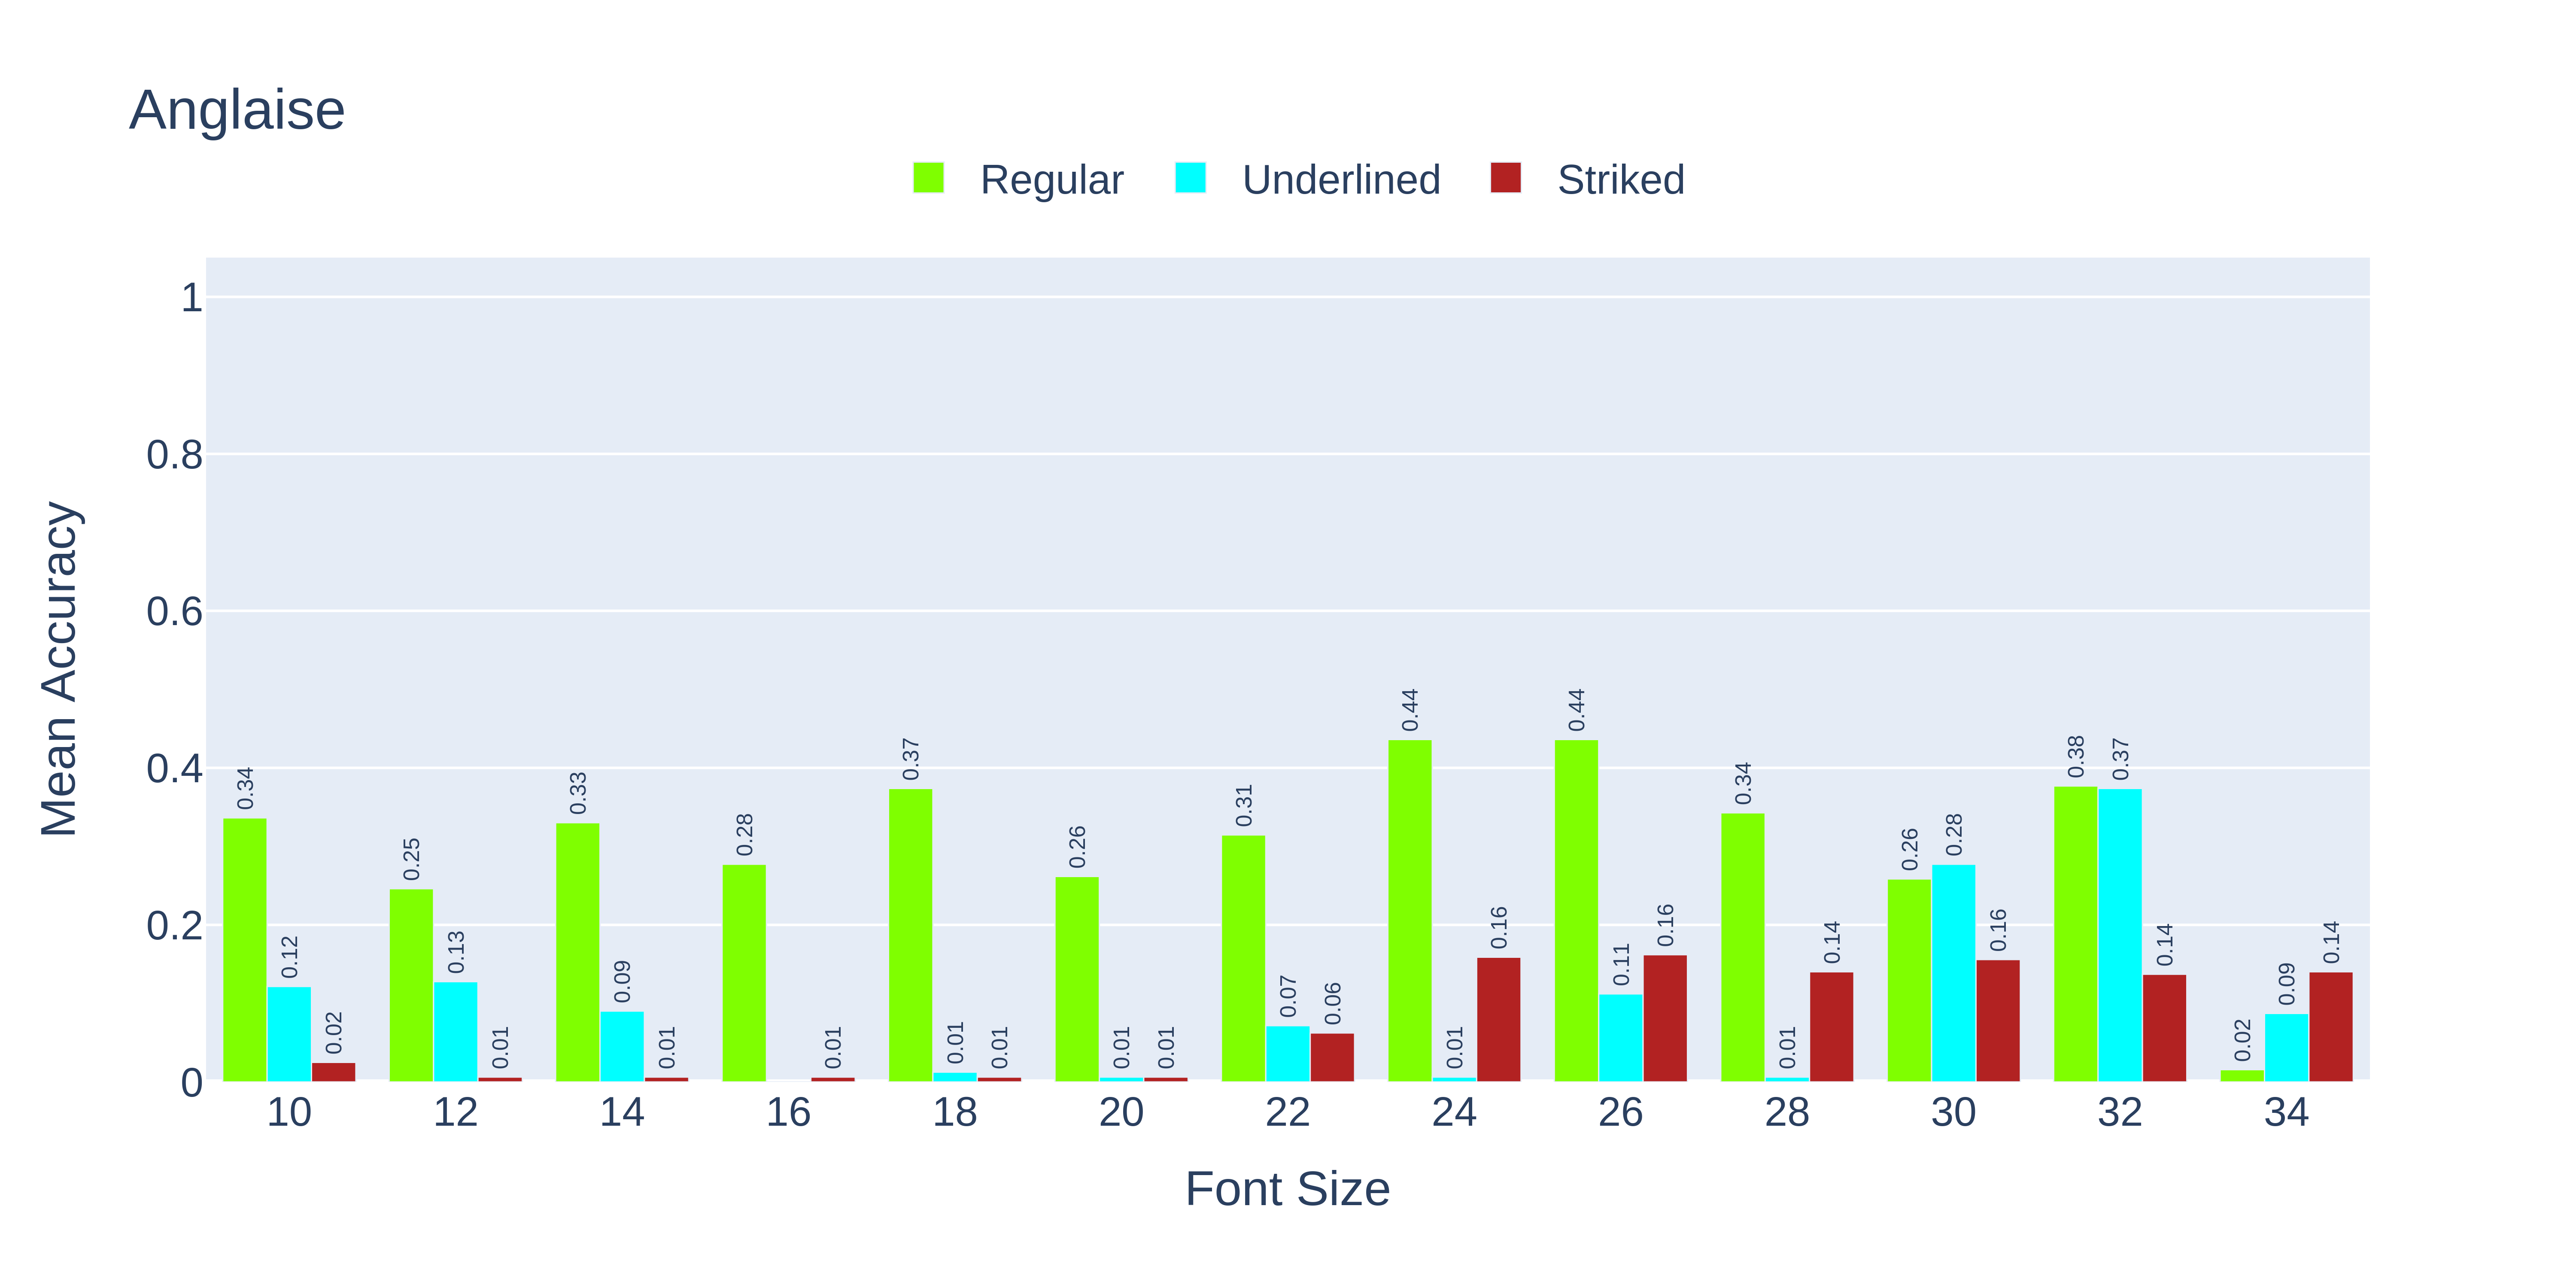 Anglaise
Regular Underlined Striked
Mean Accuracy
1
0.8
0.6
0.4
0.2
0
0.34 0.12 0.02 0.25 0.13 0.01 0.33 0.09 0.01 0.28 0.01 0.37 0.01 0.01 0.26 0.01 0.01 0.31 0.07 0.06 0.44 0.01 0.16 0.44 0.11 0.16 0.34 0.01 0.14 0.26 0.28 0.16 0.38 0.37 0.14 0.02 0.09 0.14
10 12 14 16 18 20 22 24 26 28 30 32 34
Font Size